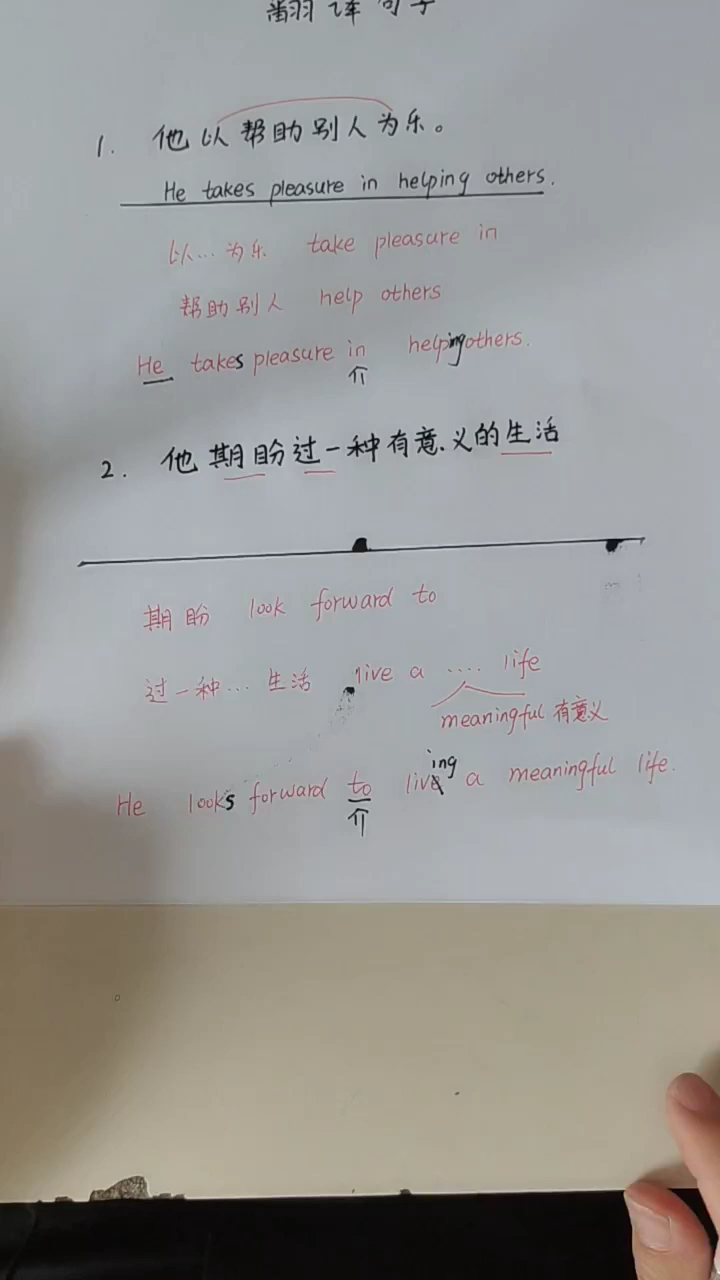 翻译句子
1. 他以帮助别人为乐。
He takes pleasure in helping others.
以…为乐 take pleasure in
帮助别人 help others
He takes pleasure in helping others.
介
2. 他期盼过一种有意义的生活
期盼 look forward to
过一种… 生活 live a .... life
meaningful 有意义
ing
He looks forward to live a meaningful life.
介